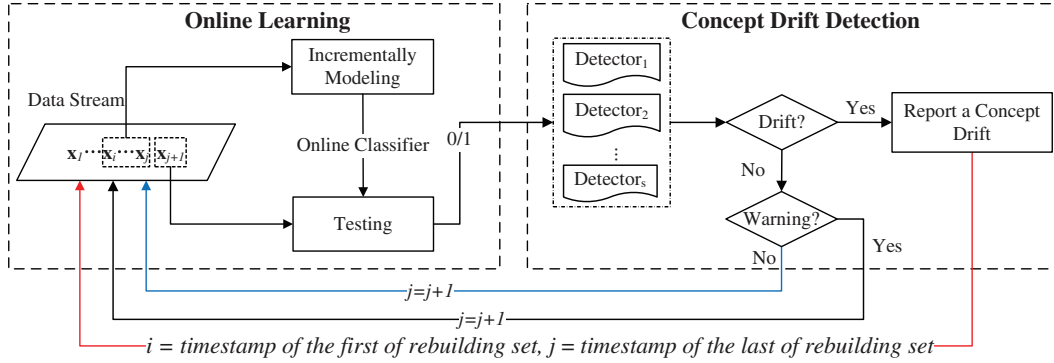 Online Learning
Concept Drift Detection
Incrementally
Modeling
Data Stream
x1 ··· xi ··· xj xj+1
Online Classifier
Testing
0/1
Detector1
Detector2
⋮
Detectors
Drift?
Yes
Report a Concept
Drift
No
Warning?
Yes
No
j=j+1
j=j+1
i = timestamp of the first of rebuilding set, j = timestamp of the last of rebuilding set